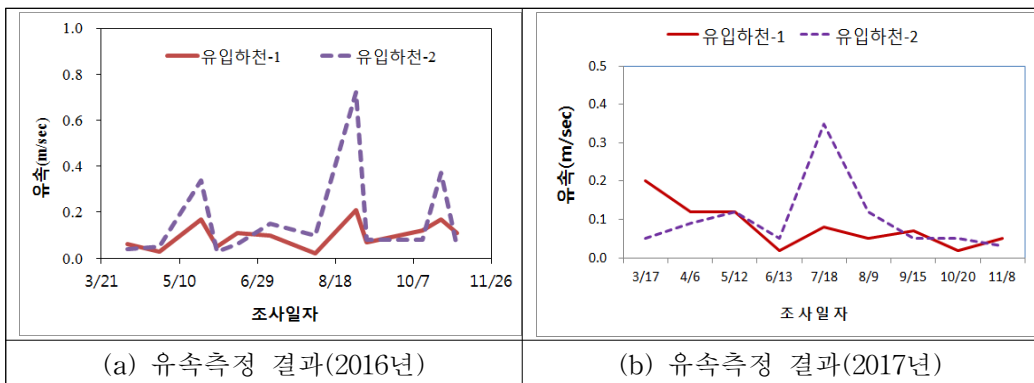 유입하천-1 유입하천-2
1.0
0.8
0.6
0.4
0.2
0.0
유속(m/sec)
3/21 5/10 6/29 8/18 10/7 11/26
조사일자
(a) 유속측정 결과(2016년)
유입하천-1 유입하천-2
0.5
0.4
0.3
0.2
0.1
0.0
유속(m/sec)
3/17 4/6 5/12 6/13 7/18 8/9 9/15 10/20 11/8
조 사 일 자
(b) 유속측정 결과(2017년)